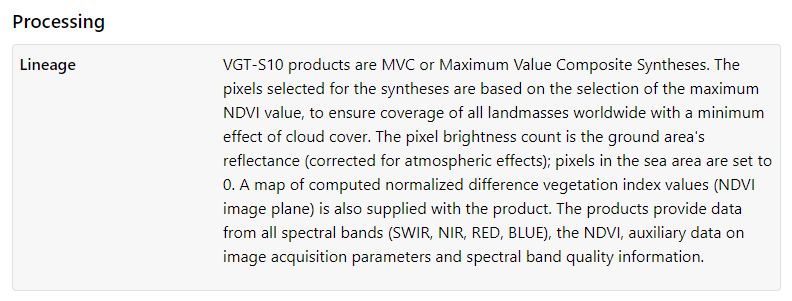 Processing
Lineage
VGT-S10 products are MVC or Maximum Value Composite Syntheses. The
pixels selected for the syntheses are based on the selection of the maximum
NDVI value, to ensure coverage of all landmasses worldwide with a minimum
effect of cloud cover. The pixel brightness count is the ground area's
reflectance (corrected for atmospheric effects); pixels in the sea area are set to
0. A map of computed normalized difference vegetation index values (NDVI
image plane) is also supplied with the product. The products provide data
from all spectral bands (SWIR, NIR, RED, BLUE), the NDVI, auxiliary data on
image acquisition parameters and spectral band quality information.